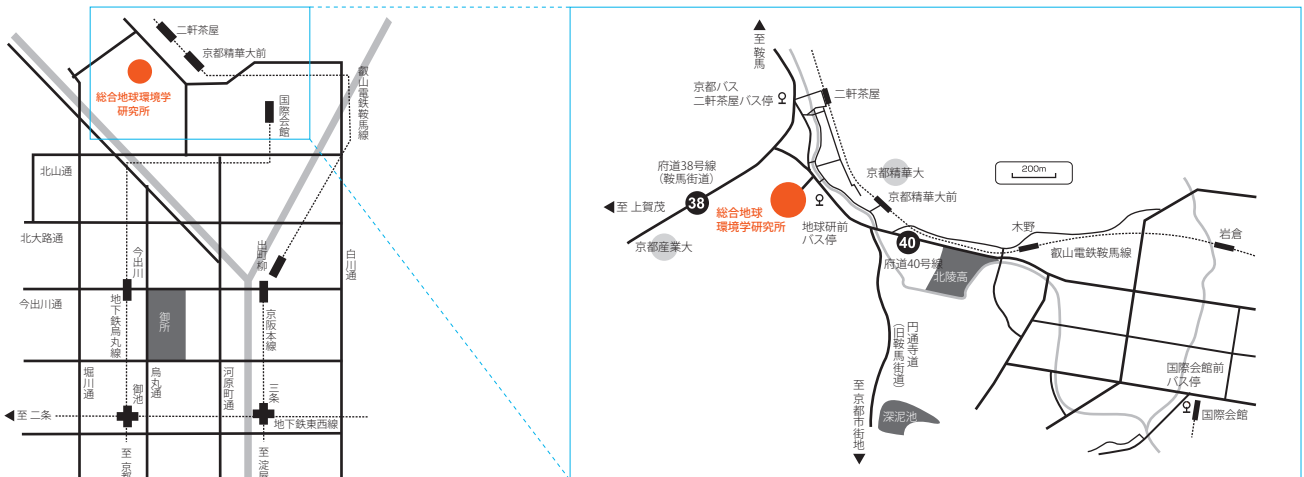 二軒茶屋
京都精華大前
総合地球環境学
研究所
国際会館
叡山電鉄鞍馬線
北山通
北大路通
今出川
出町柳
白川通
今出川通
地下鉄烏丸線
御所
京阪本線
堀川通
御池
烏丸通
河原町通
三条
至 二条
地下鉄東西線
至 京都
至 淀屋
至 鞍馬
京都バス
二軒茶屋バス停
二軒茶屋
府道38号線
（鞍馬街道）
38
至 上賀茂
京都産業大
総合地球
環境学研究所
地球研前
バス停
京都精華大
京都精華大前
200m
40
府道40号線
北陵高
木野
叡山電鉄鞍馬線
岩倉
円通寺道
（旧鞍馬街道）
至 京都市街地
深泥池
国際会館前
バス停
国際会館